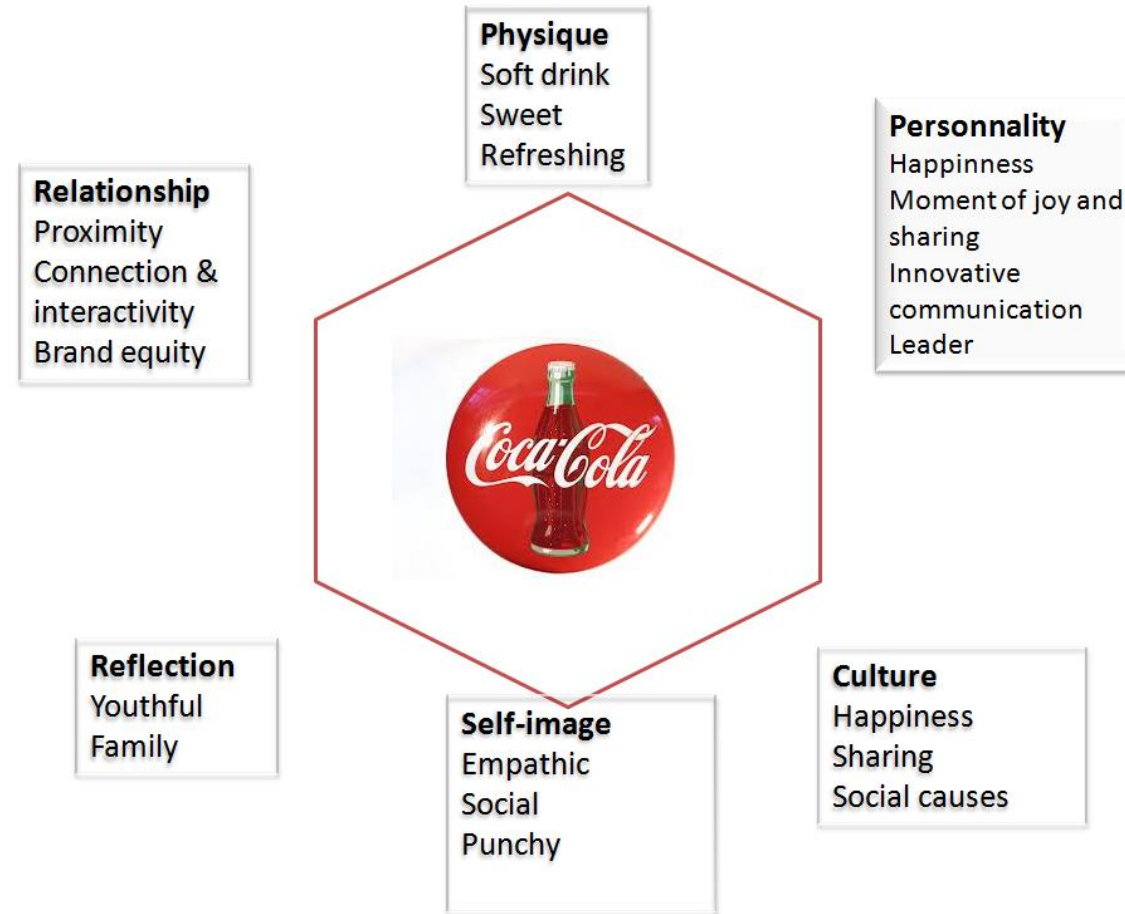 Physique
Soft drink
Sweet
Refreshing
Personnality
Happinness
Moment of joy and
sharing
Innovative
communication
Leader
Relationship
Proximity
Connection &
interactivity
Brand equity
Coca-Cola
Reflection
Youthful
Family
Self-image
Empathic
Social
Punchy
Culture
Happiness
Sharing
Social causes